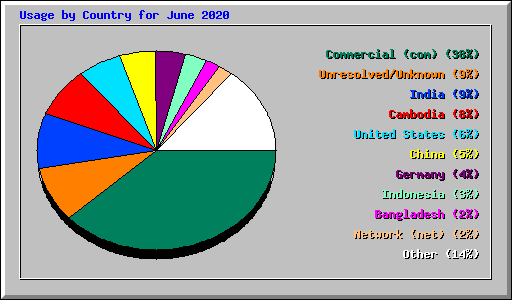 Usage by Country for June 2020
Commercial (com) (38%)
Unresolved/Unknown (9%)
India (9%)
Cambodia (8%)
United States (6%)
China (5%)
Germany (4%)
Indonesia (3%)
Bangladesh (2%)
Network (net) (2%)
Other (14%)